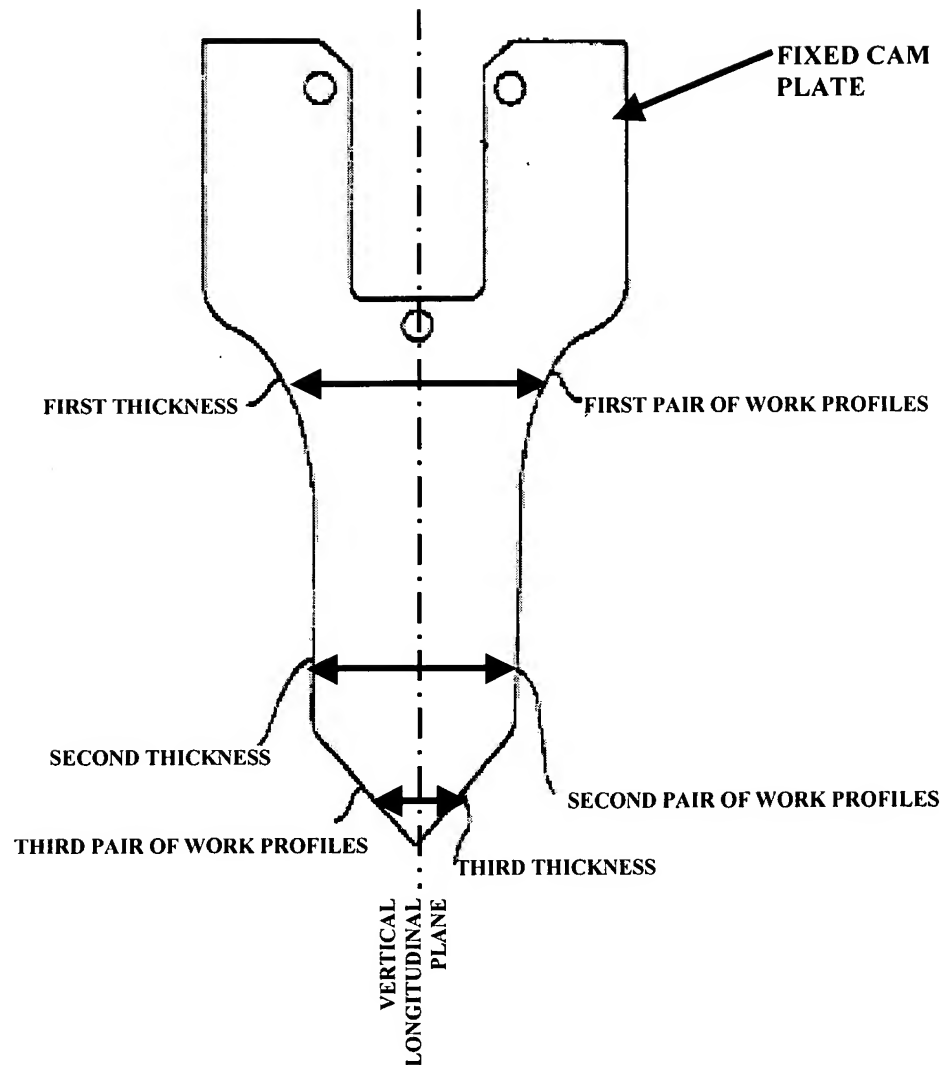 FIXED CAM
PLATE
FIRST THICKNESS
FIRST PAIR OF WORK PROFILES
SECOND THICKNESS
SECOND PAIR OF WORK PROFILES
THIRD PAIR OF WORK PROFILES
THIRD THICKNESS
VERTICAL
LONGITUDINAL
PLANE